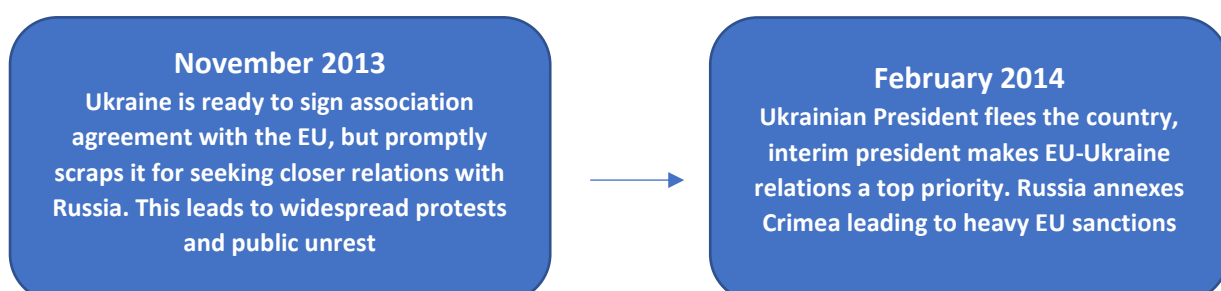 November 2013
Ukraine is ready to sign association
agreement with the EU, but promptly
scraps it for seeking closer relations with
Russia. This leads to widespread protests
and public unrest
February 2014
Ukrainian President flees the country,
interim president makes EU-Ukraine
relations a top priority. Russia annexes
Crimea leading to heavy EU sanctions